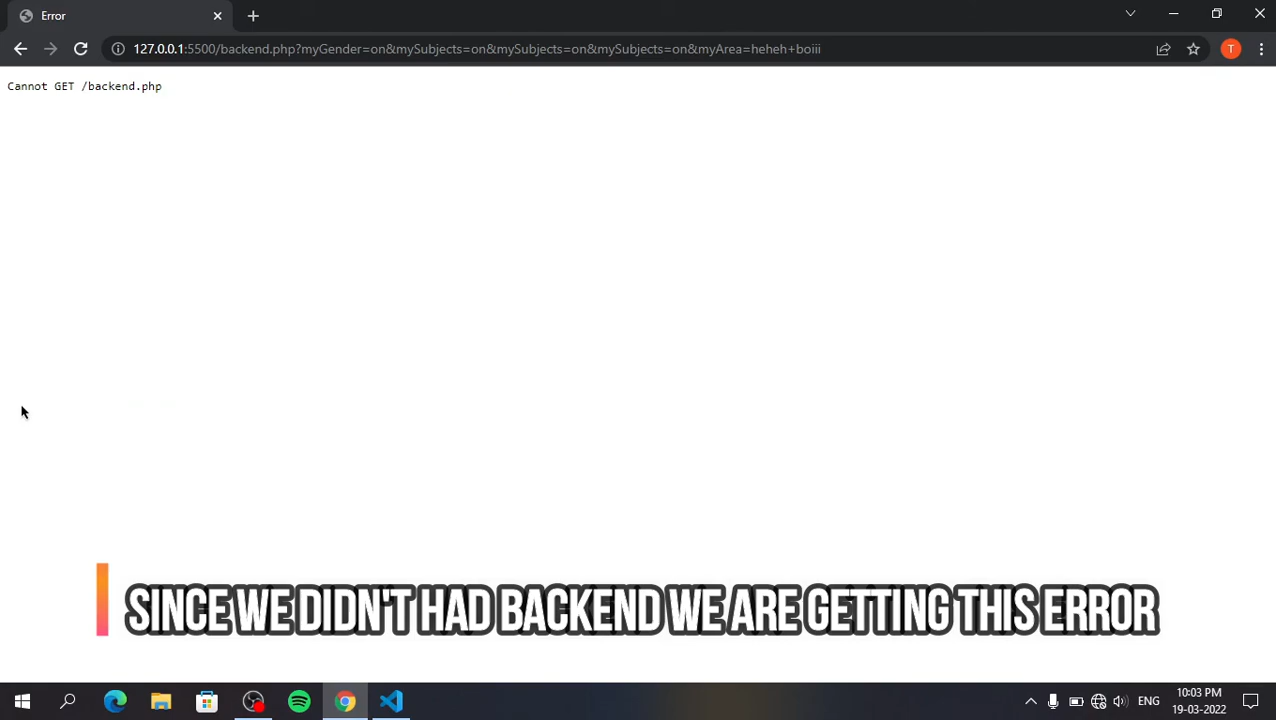 Error
127.0.0.1:5500/backend.php?myGender=on&mySubjects=on&mySubjects=on&mySubjects=on&myArea=heheh+boiii
T
Cannot GET /backend.php
SINCE WE DIDN'T HAD BACKEND WE ARE GETTING THIS ERROR
ENG
10:03 PM
19-03-2022